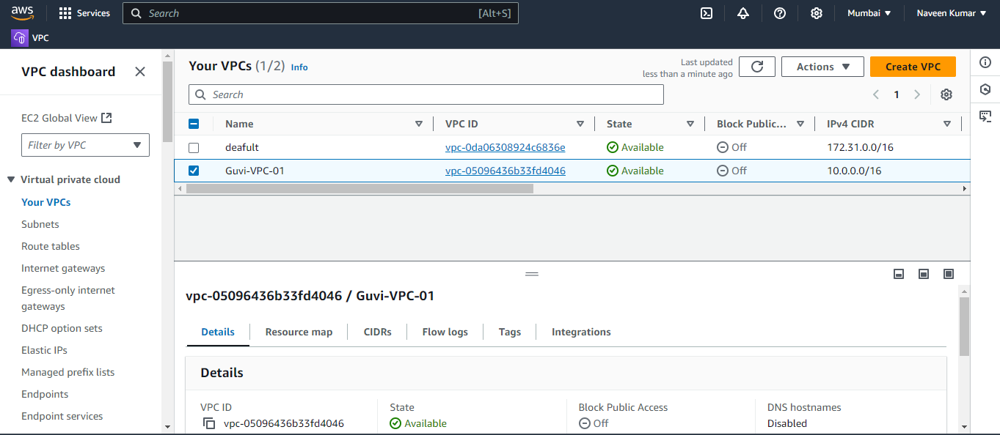 aws Services Search [Alt+S] Mumbai Naveen Kumar
VPC
VPC dashboard
EC2 Global View
Filter by VPC
Virtual private cloud
Your VPCs
Subnets
Route tables
Internet gateways
Egress-only internet
gateways
DHCP option sets
Elastic IPs
Managed prefix lists
Endpoints
Endpoint services
Your VPCs (1/2) Info
Last updated
less than a minute ago
Actions
Create VPC
Search
1
Name VPC ID State Block Public... IPv4 CIDR
deafult vpc-0da06308924c6836e Available Off 172.31.0.0/16
Guvi-VPC-01 vpc-05096436b33fd4046 Available Off 10.0.0.0/16
vpc-05096436b33fd4046 / Guvi-VPC-01
Details Resource map CIDRs Flow logs Tags Integrations
Details
VPC ID State Block Public Access DNS hostnames
vpc-05096436b33fd4046 Available Off Disabled